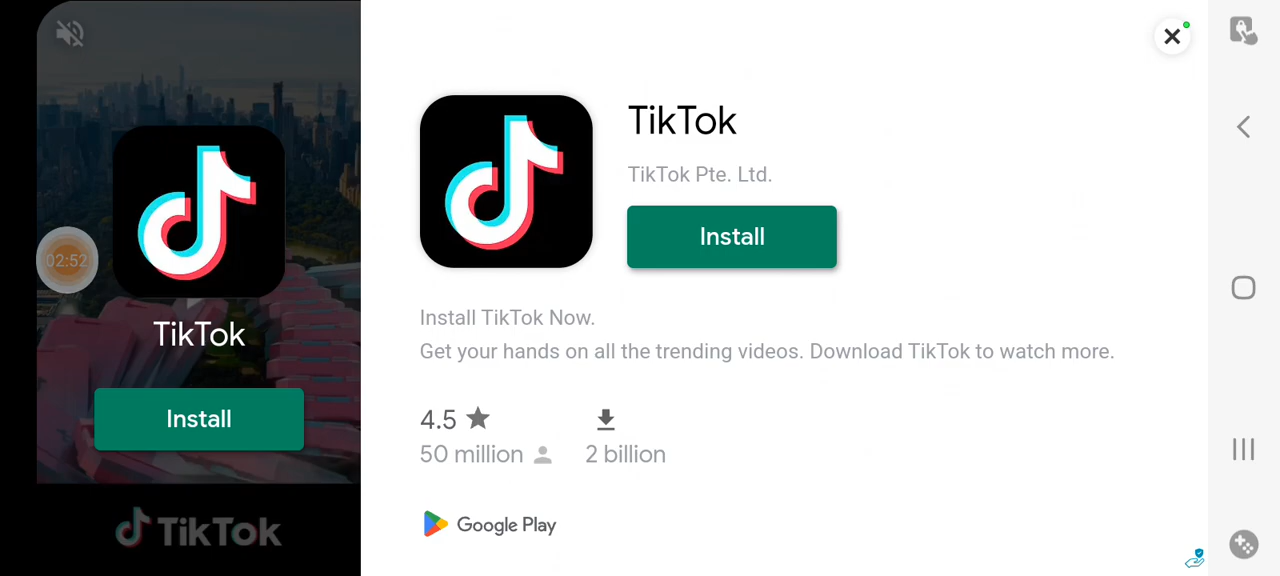 02:52
TikTok
Install
TikTok
TikTok
TikTok Pte. Ltd.
Install
Install TikTok Now.
Get your hands on all the trending videos. Download TikTok to watch more.
4.5
50 million
2 billion
Google Play